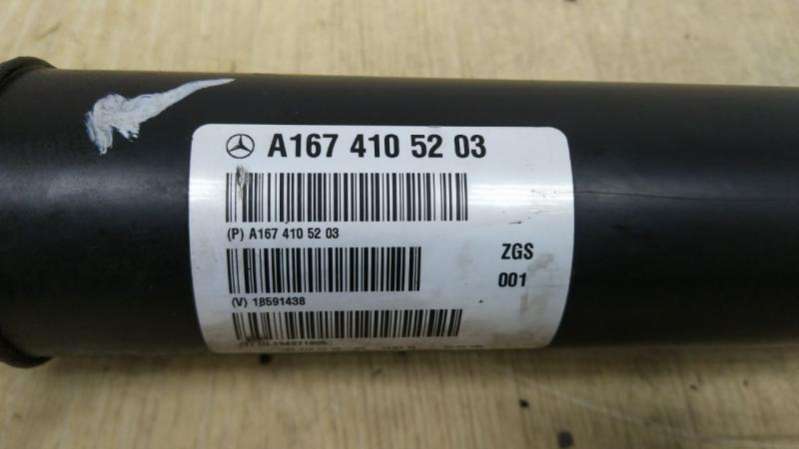 A167 410 52 03
(P) A167 410 52 03
ZGS
(V) 18591438
001